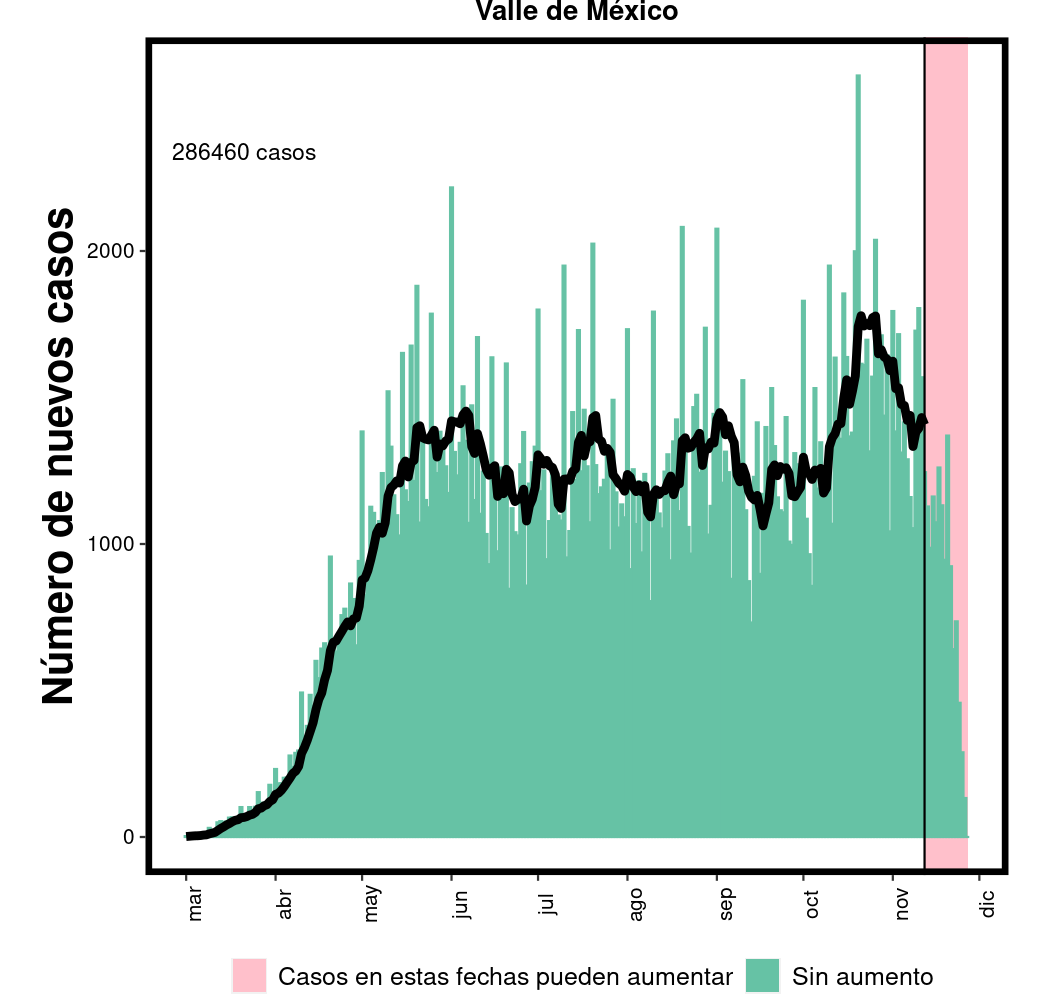 Valle de México
286460 casos
Número de nuevos casos
2000
1000
0
mar
abr
may
jun
jul
ago
sep
oct
nov
dic
Casos en estas fechas pueden aumentar
Sin aumento